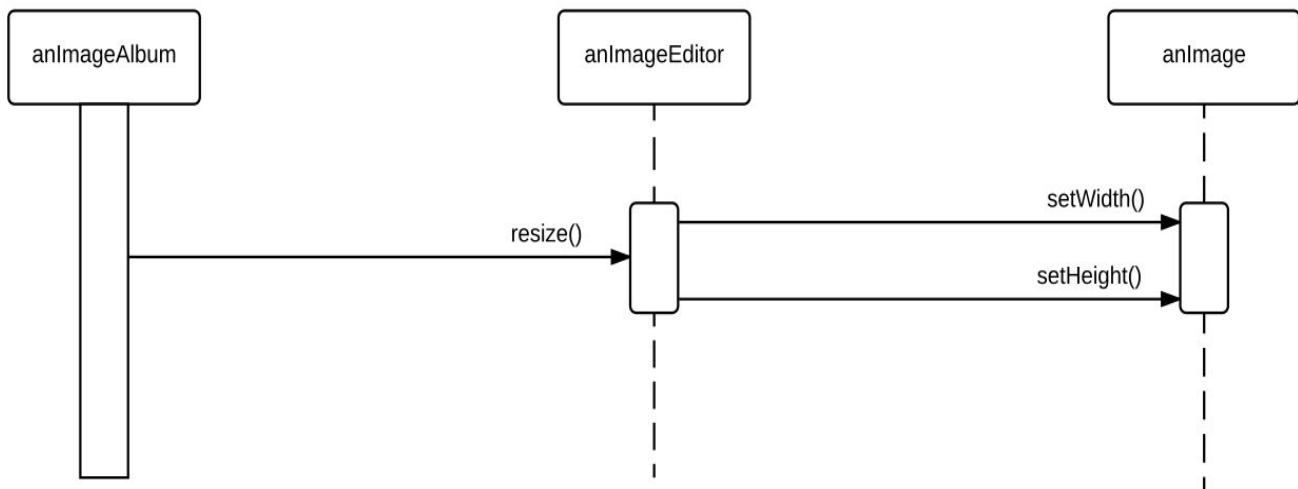 anImageAlbum
anImageEditor
anImage
setWidth()
resize()
setHeight()